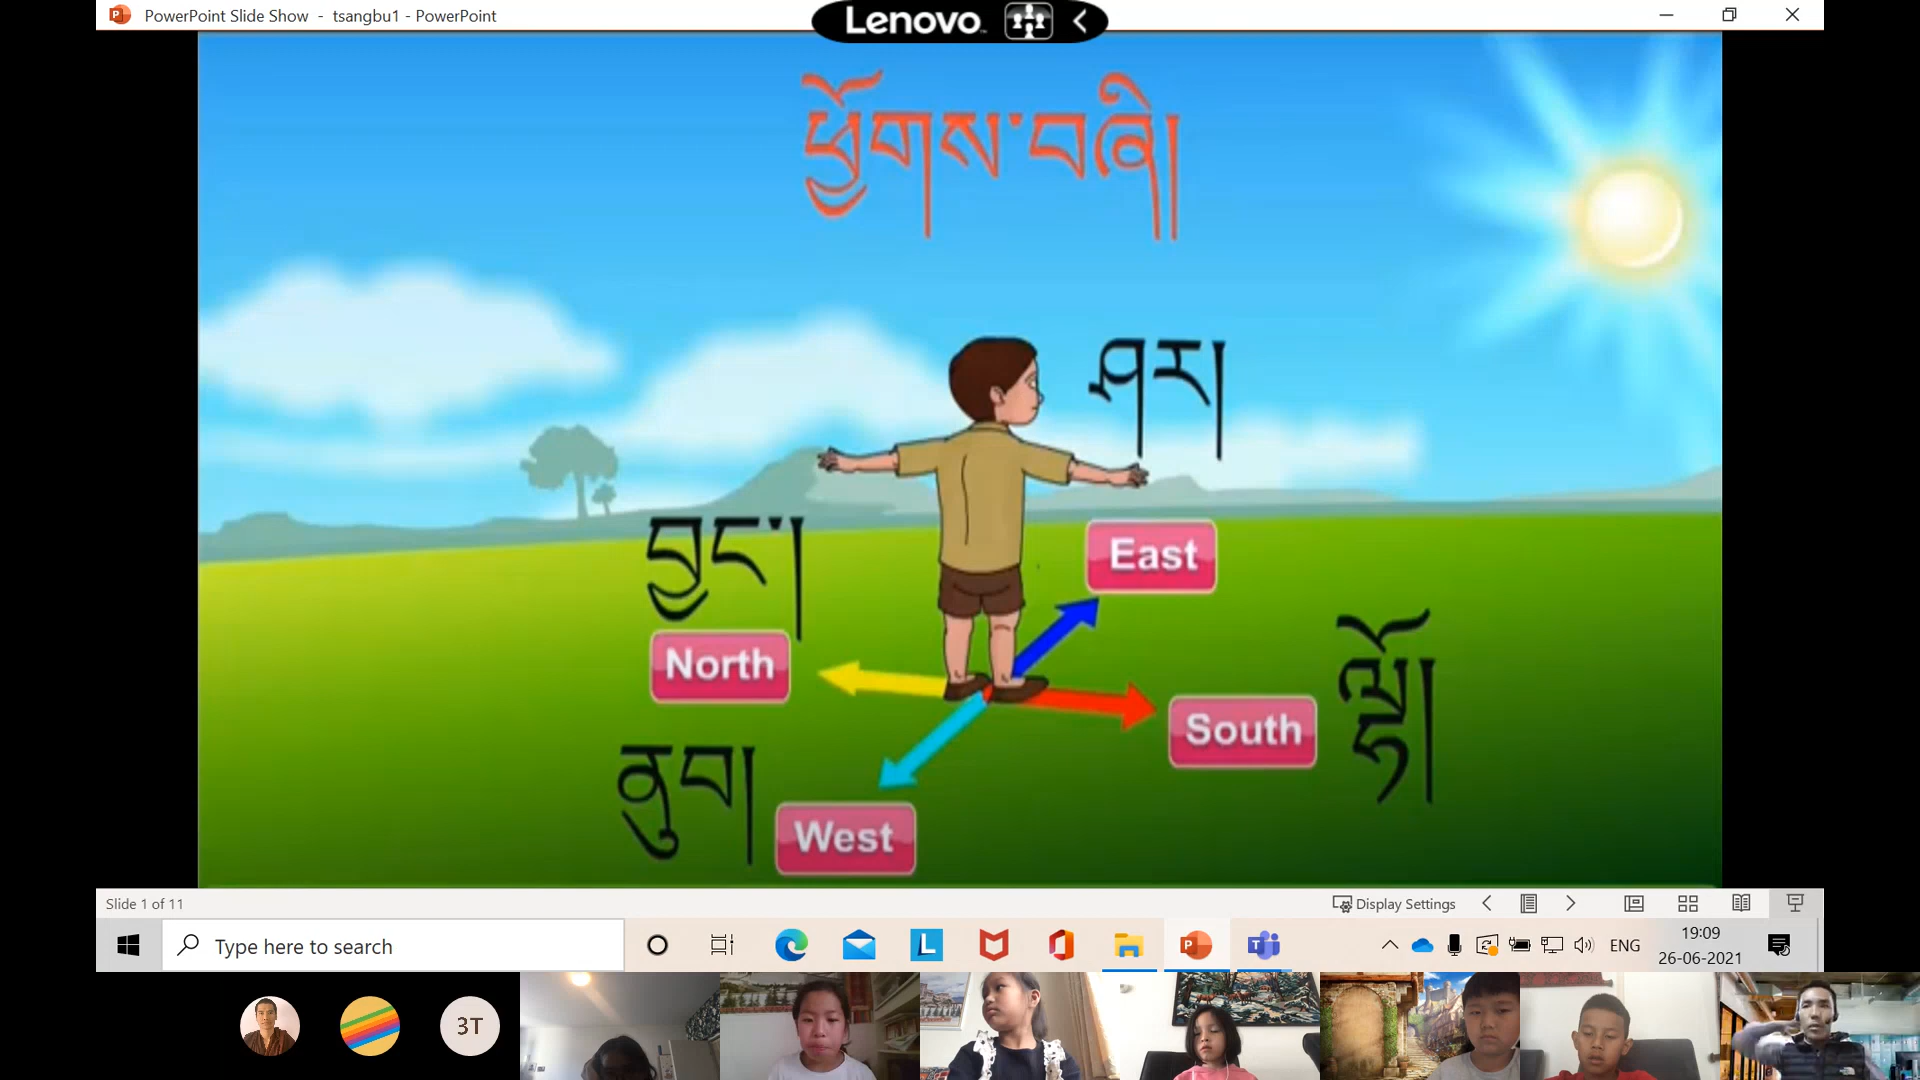 PowerPoint Slide Show - tsangbu1 - PowerPoint
Lenovo
ཕྱོགས་བཞི།
ཤར།
East
བྱང་།
North
ལྷོ།
South
ནུབ།
West
Slide 1 of 11
Display Settings
Type here to search
ENG
19:09
26-06-2021
3T